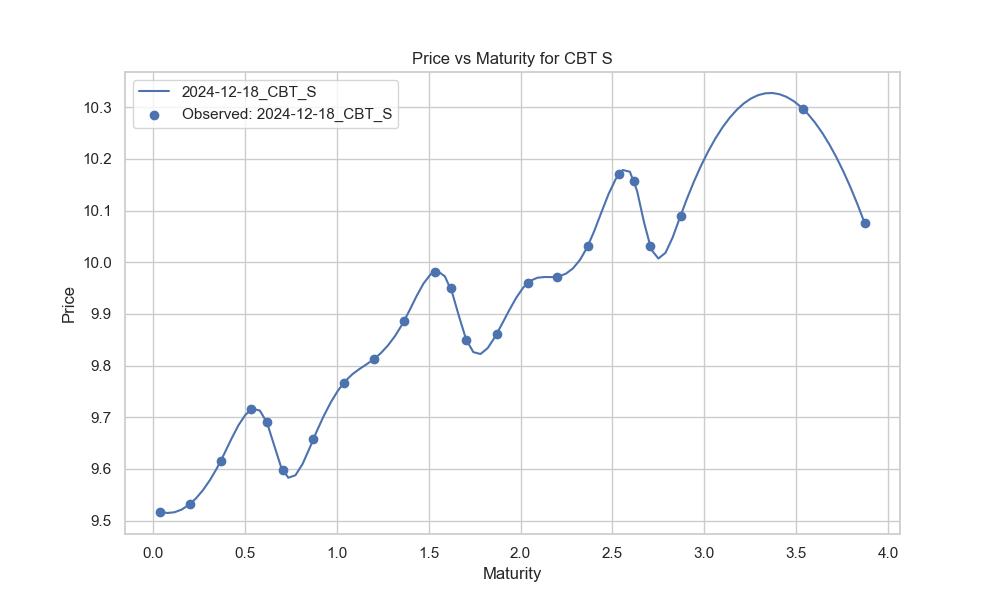 Price vs Maturity for CBT S
2024-12-18_CBT_S
Observed: 2024-12-18_CBT_S
Price
10.3
10.2
10.1
10.0
9.9
9.8
9.7
9.6
9.5
0.0 0.5 1.0 1.5 2.0 2.5 3.0 3.5 4.0
Maturity